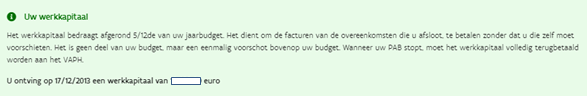 Uw werkkapitaal
Het werkkapitaal bedraagt afgerond 5/12de van uw jaarbudget. Het dient om de facturen van de overeenkomsten die u afsloot, te betalen zonder dat u die zelf moet
voorschieten. Het is geen deel van uw budget, maar een eenmalig voorschot bovenop uw budget. Wanneer uw PAB stopt, moet het werkkapitaal volledig terugbetaald
worden aan het VAPH.
U ontving op 17/12/2013 een werkkapitaal van euro